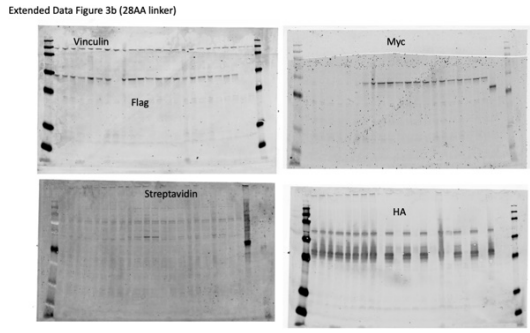 Extended Data Figure 3b (28AA linker)
Vinculin
Myc
Flag
Streptavidin
HA